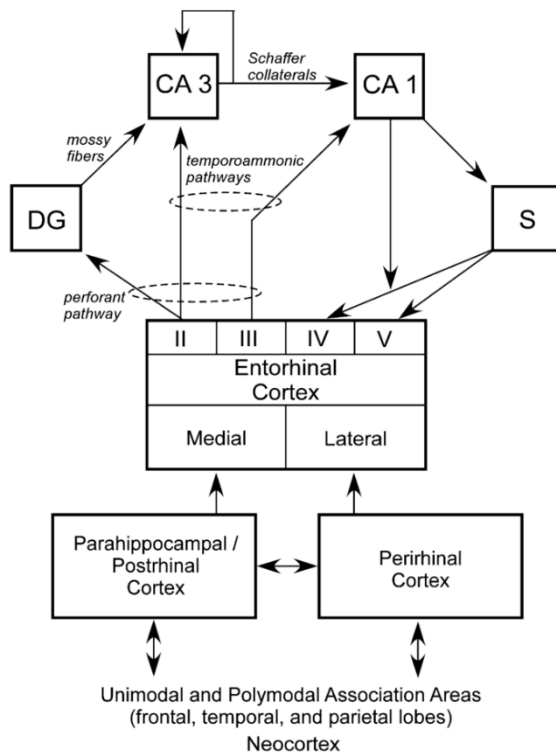 Schaffer
collaterals
CA 3
CA 1
mossy
fibers
temporoammonic
pathways
DG
S
perforant
pathway
II
III
IV
V
Entorhinal
Cortex
Medial
Lateral
Parahippocampal /
Postrhinal
Cortex
Perirhinal
Cortex
Unimodal and Polymodal Association Areas
(frontal, temporal, and parietal lobes)
Neocortex